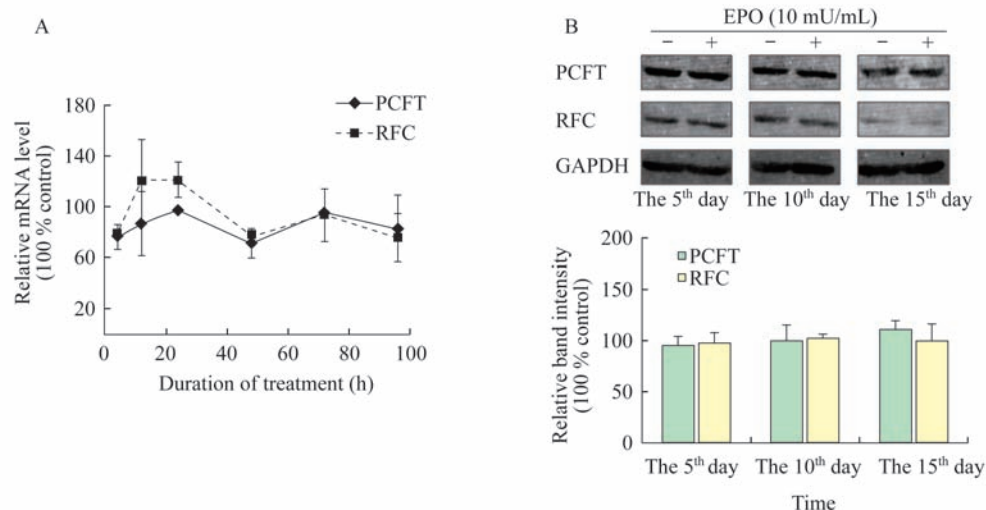 A
PCFT
RFC
Relative mRNA level
(100 % control)
180
140
100
60
20
0 20 40 60 80 100
Duration of treatment (h)
B
EPO (10 mU/mL)
− + − + − +
PCFT
RFC
GAPDH
The 5th day The 10th day The 15th day
Relative band intensity
(100 % control)
200
150
100
50
0
PCFT
RFC
The 5th day The 10th day The 15th day
Time